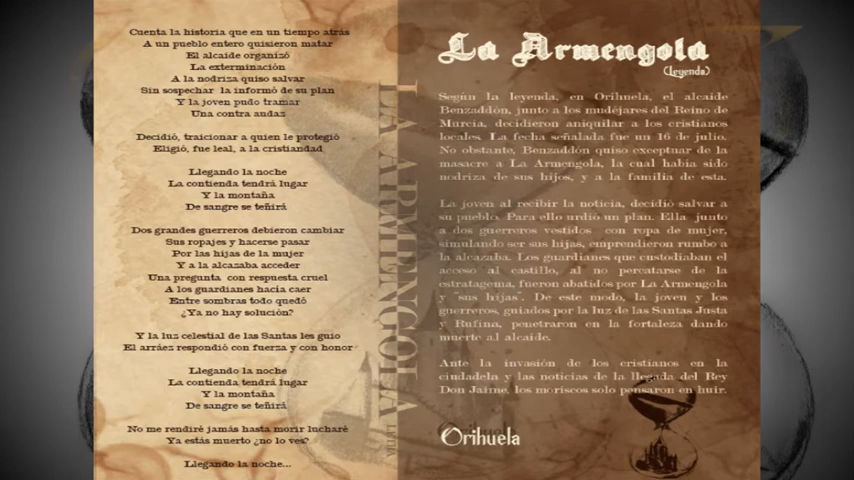 Cuenta la historia que en un tiempo atrás
A un pueblo entero quisieron matar
El alcaide organizó
La exterminación
A la nodriza quiso salvar
Sin sospechar la informó de su plan
Y la joven pudo tramar
Una contra audaz
Decidió, traicionar a quien le protegió
Eligió, fue leal, a la cristiandad
Llegando la noche
La contienda tendrá lugar
Y la montaña
De sangre se teñirá
Dos grandes guerreros debieron cambiar
Sus ropajes y hacerse pasar
Por las hijas de la mujer
Y a la alcazaba acceder
Una pregunta con respuesta cruel
A los guardianes hacía caer
Entre sombras todo quedó
¿Ya no hay solución?
Y la luz celestial de las Santas les guio
El arráez respondió con fuerza y con honor
Llegando la noche
La contienda tendrá lugar
Y la montaña
De sangre se teñirá
No me rendiré jamás hasta morir lucharé
Ya estás muerto ¿no lo ves?
Llegando la noche...
LA ARMENGOLA
LETRA
La Armengola
(Leyenda)
Según la leyenda, en Orihuela, el alcaide
Benzaddón, junto a los mudéjares del Reino de
Murcia, decidieron aniquilar a los cristianos
locales. La fecha señalada fue un 16 de julio.
No obstante, Benzaddón quiso exceptuar de la
masacre a La Armengola, la cual había sido
nodriza de sus hijos, y a la familia de esta.
La joven al recibir la noticia, decidió salvar a
su pueblo. Para ello urdió un plan. Ella junto
a dos guerreros vestidos con ropa de mujer,
simulando ser sus hijas, emprendieron rumbo a
la alcazaba. Los guardianes que custodiaban el
acceso al castillo, al no percatarse de la
estratagema, fueron abatidos por La Armengola
y "sus hijas". De este modo, la joven y los
guerreros, guiados por la luz de las Santas Justa
y Rufina, penetraron en la fortaleza dando
muerte al alcaide.
Ante la invasión de los cristianos en la
ciudadela y las noticias de la llegada del Rey
Don Jaime, los moriscos solo pensaron en huir.
Orihuela